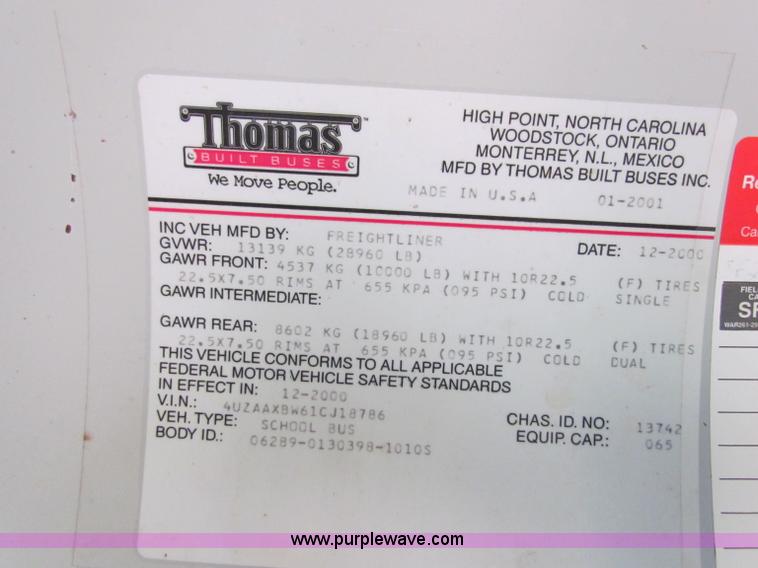 Thomas™
BUILT BUSES
We Move People.
HIGH POINT, NORTH CAROLINA
WOODSTOCK, ONTARIO
MONTERREY, N.L., MEXICO
MFD BY THOMAS BUILT BUSES INC.
MADE IN U.S.A 01-2001
INC VEH MFD BY: FREIGHTLINER DATE: 12-2000
GVWR: 13139 KG (28960 LB)
GAWR FRONT: 4537 KG (10000 LB) WITH 10R22.5 (F) TIRES
22.5X7.50 RIMS AT 655 KPA (095 PSI) COLD SINGLE
GAWR INTERMEDIATE:
GAWR REAR: 8602 KG (18960 LB) WITH 10R22.5 (F) TIRES
22.5X7.50 RIMS AT 655 KPA (095 PSI) COLD DUAL
THIS VEHICLE CONFORMS TO ALL APPLICABLE
FEDERAL MOTOR VEHICLE SAFETY STANDARDS
IN EFFECT IN: 12-2000
V.I.N.: 4UZAAXBW61CJ18786
VEH. TYPE: SCHOOL BUS CHAS. ID. NO: 13742
BODY ID.: 06289-0130398-1010S EQUIP. CAP.: 065
www.purplewave.com